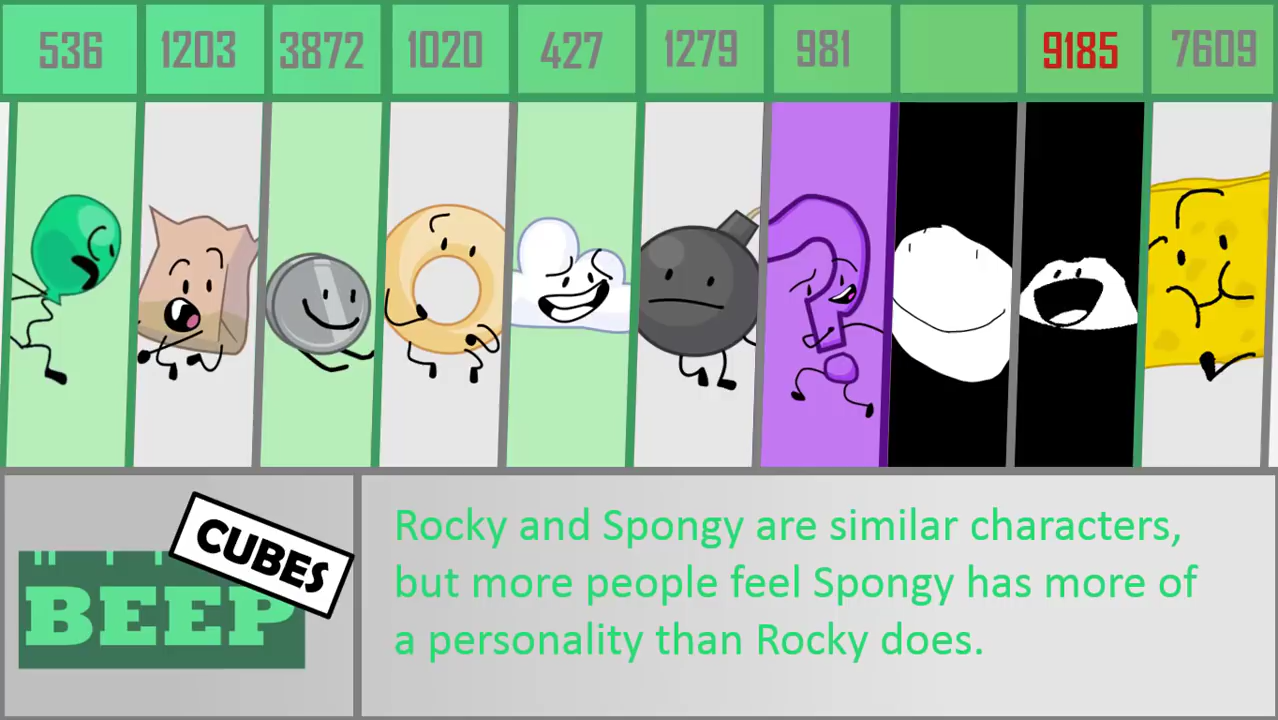 536 1203 3872 1020 427 1279 981 9185 7609
CUBES
BEEP
Rocky and Spongy are similar characters,
but more people feel Spongy has more of
a personality than Rocky does.